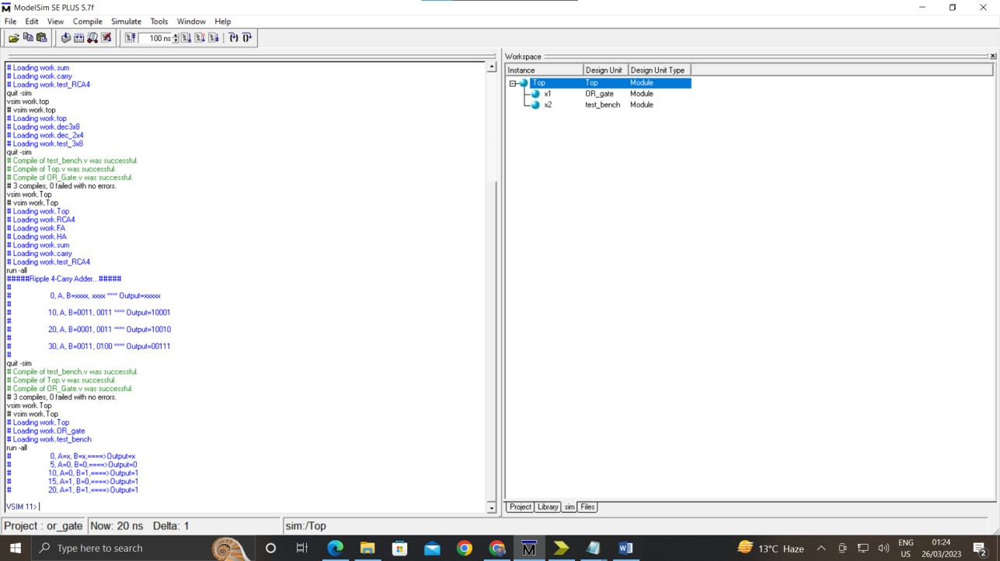 ModelSim SE PLUS 5.7f
File Edit View Compile Simulate Tools Window Help
100 ns
# Loading work.sum
# Loading work.carry
# Loading work.test_RCA4
quit -sim
vsim work.top
# vsim work.top
# Loading work.top
# Loading work.dec3x8
# Loading work.dec_2x4
# Loading work.test_3x8
quit -sim
# Compile of test_bench.v was successful.
# Compile of Top.v was successful.
# Compile of OR_Gate.v was successful.
# 3 compiles, 0 failed with no errors.
vsim work.Top
# vsim work.Top
# Loading work.Top
# Loading work.RCA4
# Loading work.FA
# Loading work.HA
# Loading work.sum
# Loading work.carry
# Loading work.test_RCA4
run -all
#####Ripple 4-Carry Adder...#####
#
# 0, A, B=xxxx, xxxx **** Output=xxxxx
#
# 10, A, B=0011, 0011 **** Output=10001
#
# 20, A, B=0001, 0011 **** Output=10010
#
# 30, A, B=0011, 0100 **** Output=00111
#
quit -sim
# Compile of test_bench.v was successful.
# Compile of Top.v was successful.
# Compile of OR_Gate.v was successful.
# 3 compiles, 0 failed with no errors.
vsim work.Top
# vsim work.Top
# Loading work.Top
# Loading work.OR_gate
# Loading work.test_bench
run -all
# 0, A=x, B=x,====>Output=x
# 5, A=0, B=0,====>Output=0
# 10, A=0, B=1,====>Output=1
# 15, A=1, B=0,====>Output=1
# 20, A=1, B=1,====>Output=1
VSIM 11>
Workspace
Instance Design Unit Design Unit Type
Top Top Module
x1 OR_gate Module
x2 test_bench Module
Project Library sim Files
Project : or_gate Now: 20 ns Delta: 1 sim:/Top
Type here to search
13°C Haze
ENG
US
01:24
26/03/2023
2